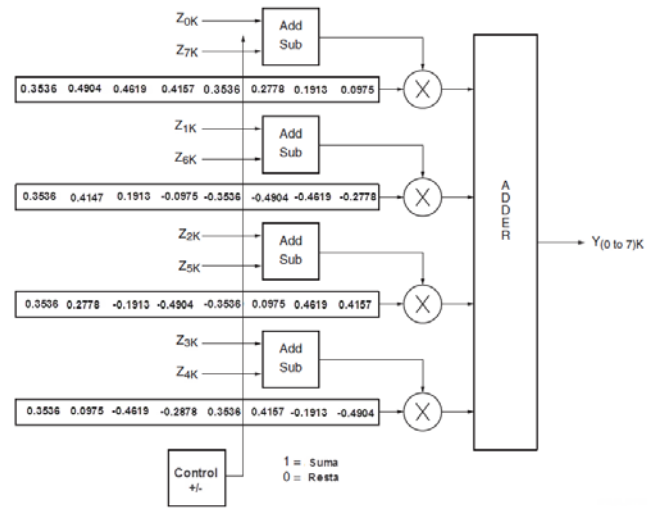 Z0K
Add
Sub
Z7K
0.3536 0.4904 0.4619 0.4157 0.3536 0.2778 0.1913 0.0975
X
Z1K
Add
Sub
Z6K
0.3536 0.4147 0.1913 -0.0975 -0.3536 -0.4904 -0.4619 -0.2778
X
Z2K
Add
Sub
Z5K
0.3536 0.2778 -0.1913 -0.4904 -0.3536 0.0975 0.4619 0.4157
X
Z3K
Add
Sub
Z4K
0.3536 0.0975 -0.4619 -0.2878 0.3536 0.4157 -0.1913 -0.4904
X
ADDER
Y(0 to 7)K
Control
+/-
1 = Suma
0 = Resta